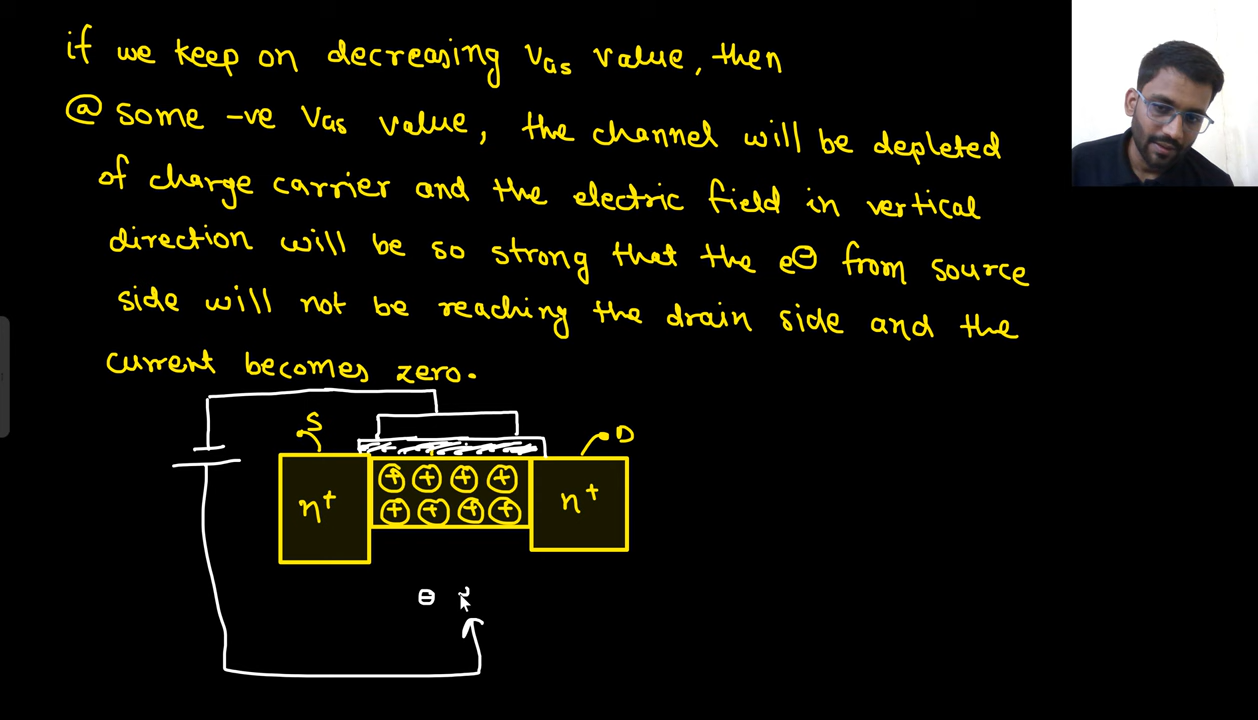 if we keep on decreasing VGS value, then
@ some -ve VGS value, the channel will be depleted
of charge carrier and the electric field in vertical
direction will be so strong that the e⊖ from source
side will not be reaching the drain side and the
current becomes zero.
S
D
+ + + +
n+
n+
+ + + +
⊖